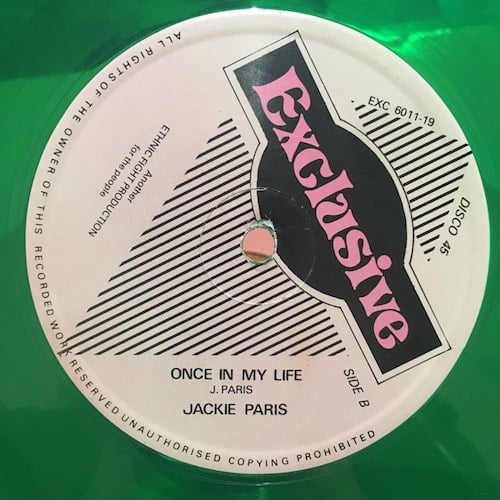 Exclusive
EXC 6011-19
DISCO 45
Another
ETHNIC FIGHT PRODUCTION
for the people
SIDE B
ONCE IN MY LIFE
J. PARIS
JACKIE PARIS
ALL RIGHTS OF THE OWNER OF THIS RECORDED WORK RESERVED UNAUTHORISED COPYING PROHIBITED